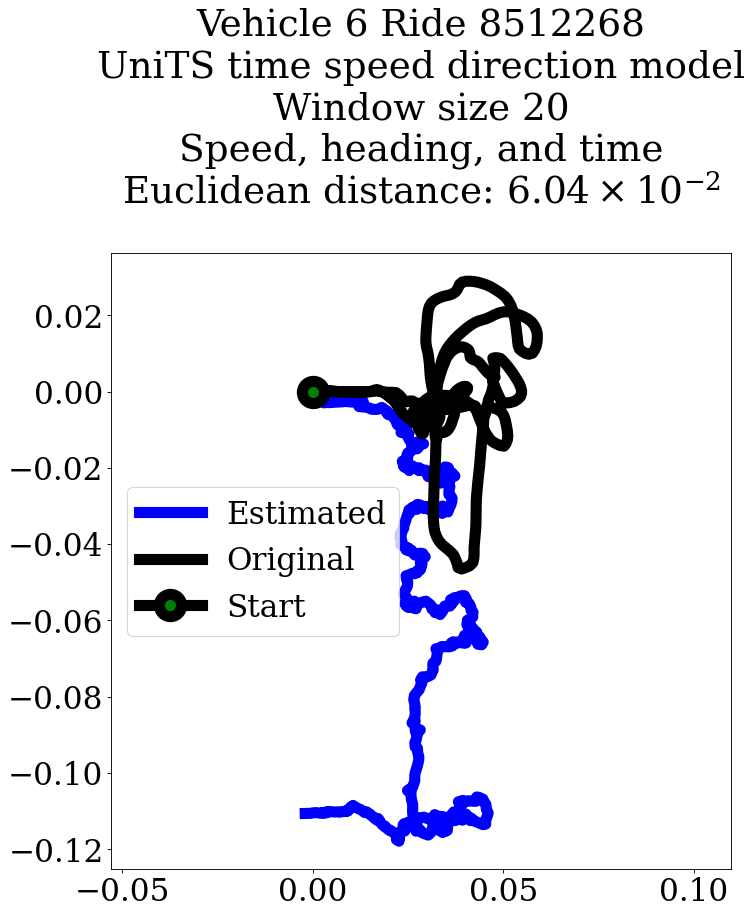 Vehicle 6 Ride 8512268
UniTS time speed direction model
Window size 20
Speed, heading, and time
Euclidean distance: 6.04 × 10⁻²
0.02
0.00
−0.02
−0.04
−0.06
−0.08
−0.10
−0.12
Estimated
Original
Start
−0.05 0.00 0.05 0.10